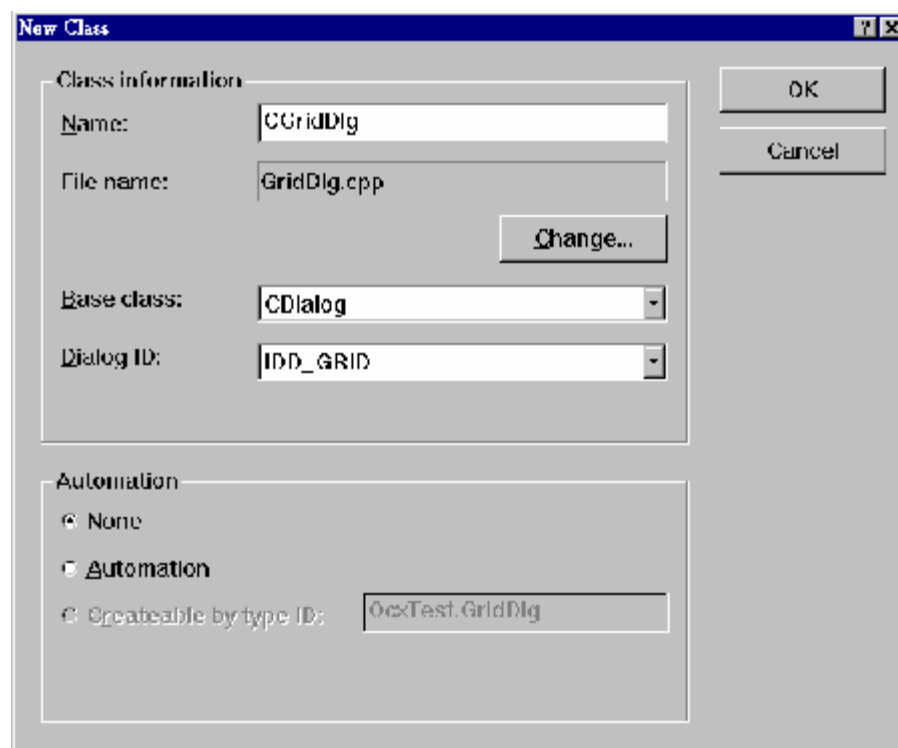 New Class
Class information
Name:
CGridDlg
File name:
GridDlg.cpp
Change...
Base class:
CDialog
Dialog ID:
IDD_GRID
OK
Cancel
Automation
None
Automation
Createable by type ID:
OcxTest.GridDlg